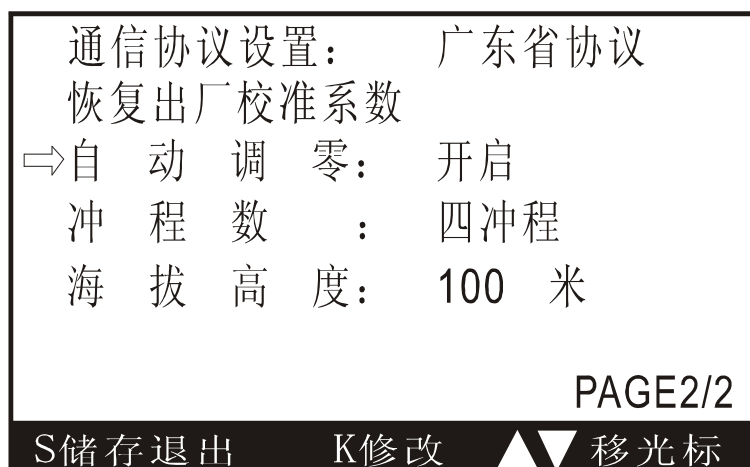 通信协议设置： 广东省协议
恢复出厂校准系数
⇨自动调零： 开启
冲程数： 四冲程
海拔高度： 100 米
PAGE2/2
S储存退出 K修改 ▲▼移光标